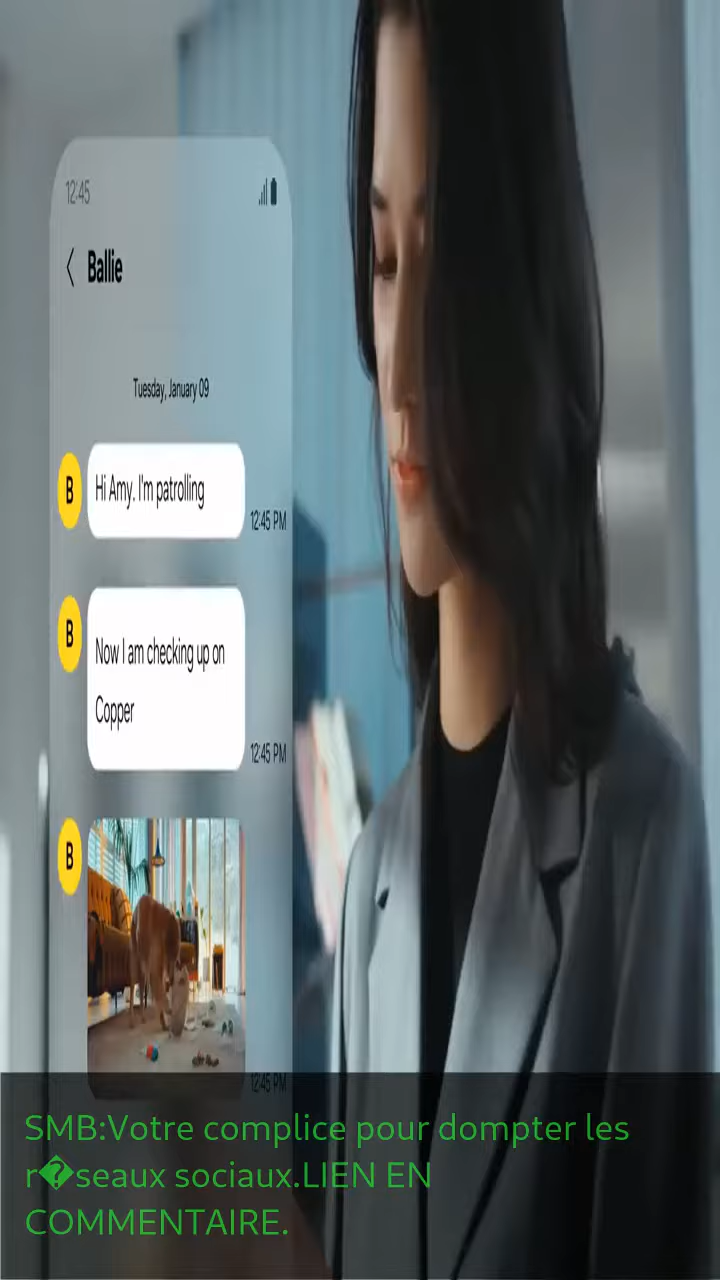 12:45
Ballie
Tuesday, January 09
B
Hi Amy. I'm patrolling
12:45 PM
B
Now I am checking up on
Copper
12:45 PM
B
12:45 PM
SMB:Votre complice pour dompter les
r�seaux sociaux.LIEN EN
COMMENTAIRE.